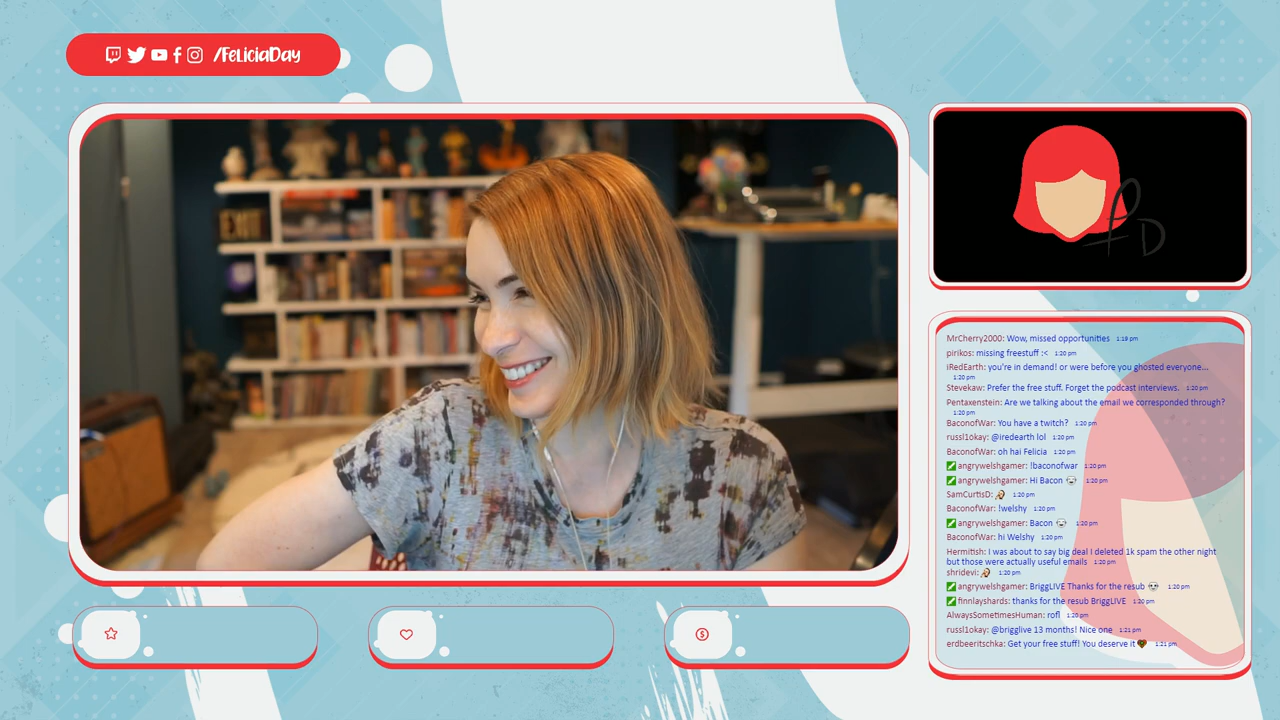 /FeliciaDay
EXIT
D
MrCherry2000: Wow, missed opportunities 1:19 pm
pirikos: missing freestuff :< 1:20 pm
iRedEarth: you're in demand! or were before you ghosted everyone...
1:20 pm
Stevekaw: Prefer the free stuff. Forget the podcast interviews. 1:20 pm
Pentaxenstein: Are we talking about the email we corresponded through?
1:20 pm
BaconofWar: You have a twitch? 1:20 pm
russl1okay: @iredearth lol 1:20 pm
BaconofWar: oh hai Felicia 1:20 pm
angrywelshgamer: !baconofwar 1:20 pm
angrywelshgamer: Hi Bacon 1:20 pm
SamCurtisD: 1:20 pm
BaconofWar: !welshy 1:20 pm
angrywelshgamer: Bacon 1:20 pm
BaconofWar: hi Welshy 1:20 pm
Hermitish: I was about to say big deal I deleted 1k spam the other night
but those were actually useful emails 1:20 pm
shridevi: 1:20 pm
angrywelshgamer: BriggLIVE Thanks for the resub 1:20 pm
finnlayshards: thanks for the resub BriggLIVE 1:20 pm
AlwaysSometimesHuman: rofl 1:20 pm
russl1okay: @brigglive 13 months! Nice one 1:21 pm
erdbeeritschka: Get your free stuff! You deserve it 1:21 pm